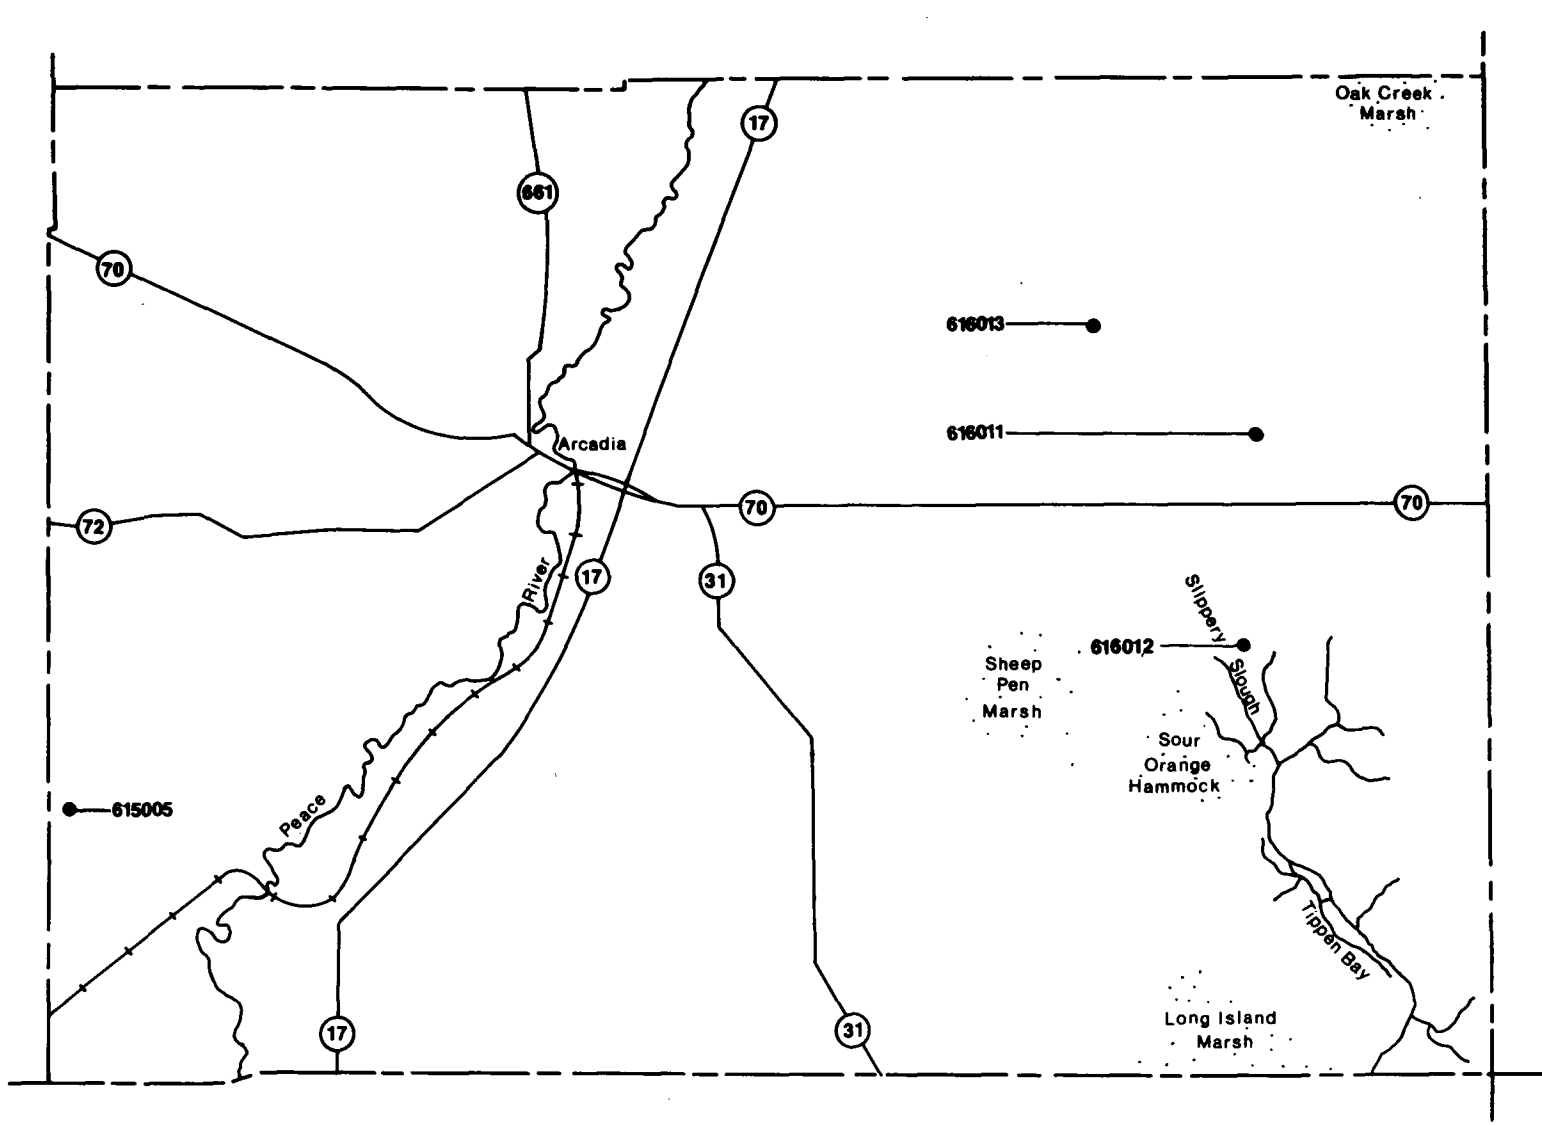 Oak Creek
Marsh
17
661
70
616013
616011
Arcadia
70
70
72
River
17
31
Slippery
Slough
616012
Sheep
Pen
Marsh
Sour
Orange
Hammock
615005
Peace
Tippen Bay
Long Island
Marsh
17
31